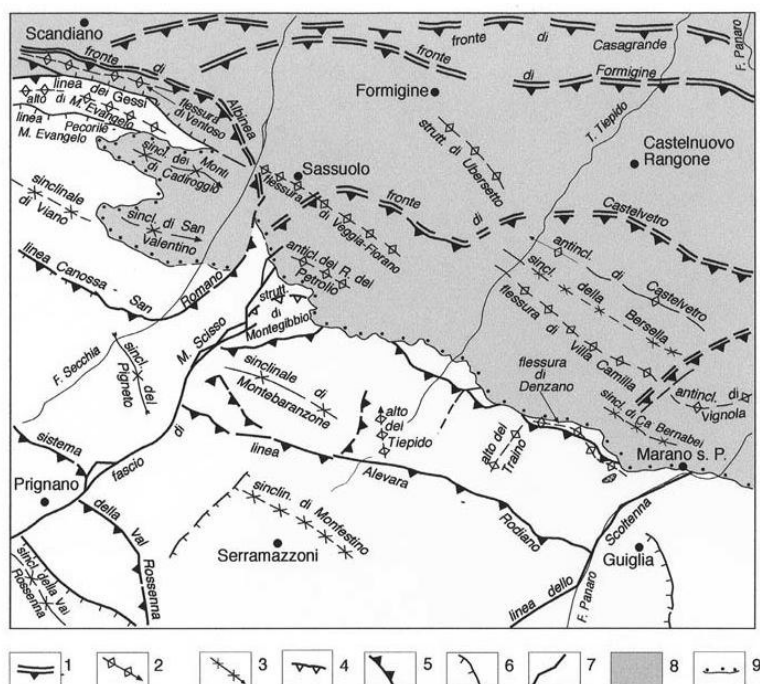 Scandiano
fronte di Casagrande
F. Panaro
fronte di Formigine
fronte di Albinea
linea dei Gessi
flessura di Ventoso
alto di M. Evangelo
linea M. Evangelo
Pecorile
Formigine
T. Tiepido
Castelnuovo
Rangone
sincl. dei Monti
di Cadiroggio
Sassuolo
strutt. di Ubersetto
sinclinale
di Viano
sincl. di San
Valentino
flessura di Veggia-Fiorano
fronte di Castelvetro
anticl. del R. del
Petrolio
antincl. di Castelvetro
sincl. della Bersella
flessura di Villa Camilla
linea Canossa - San Romano
strutt.
di
Montegibbio
M. Scisso
F. Secchia
sincl. del
Pigneto
sinclinale di
Montebaranzone
flessura
di
Denzano
antincl. di
Vignola
sincl. di Ca' Bernabei
alto
del
Tiepido
alto del
Traino
Marano s. P.
sistema
fascio di
linea Alevara Rodiano
Prignano
della Val Rossenna
sinclin. di Montestino
Serramazzoni
Scoltenna
Guiglia
sincl. della Val
Rossenna
linea dello
F. Panaro
1 2 3 4 5 6 7 8 9